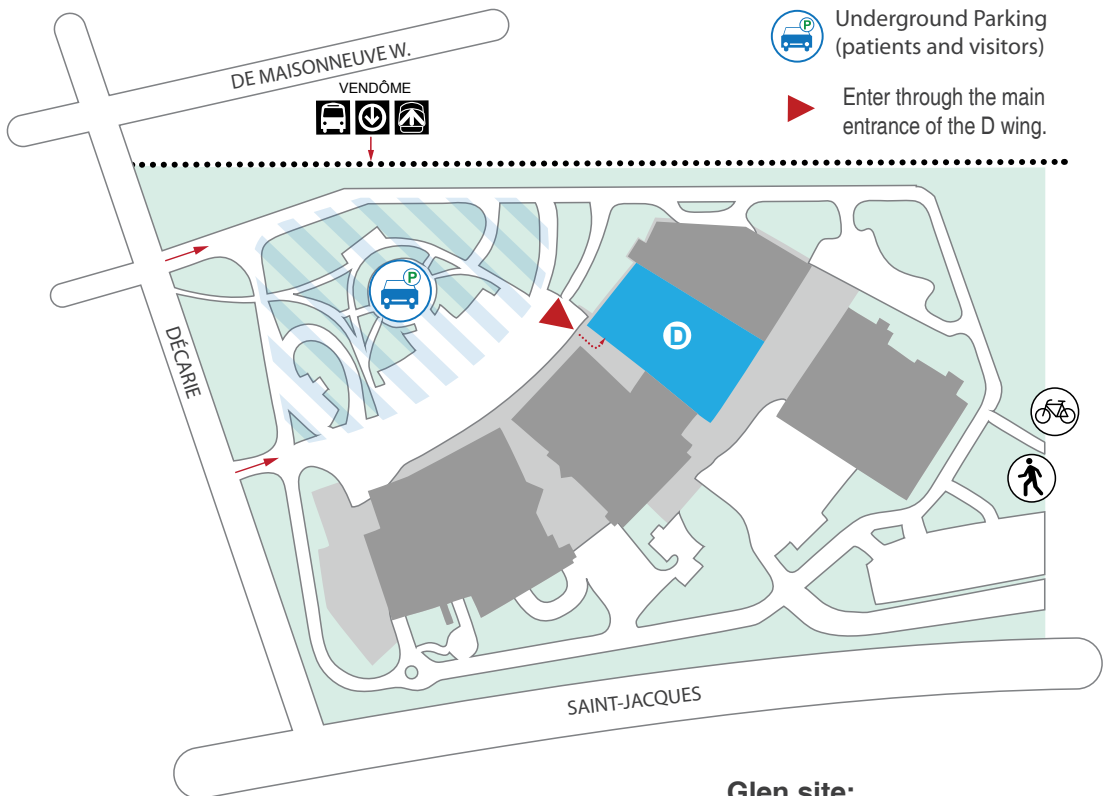 Underground Parking
(patients and visitors)
Enter through the main
entrance of the D wing.
DE MAISONNEUVE W.
VENDÔME
P
P
D
DÉCARIE
SAINT-JACQUES
Glen site: